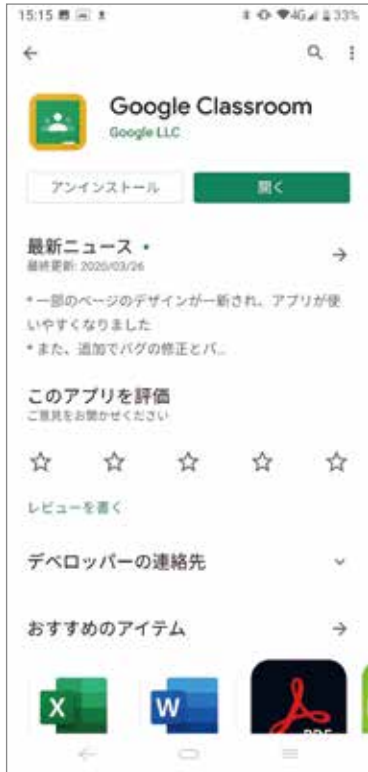 15:15
4G 33%
Google Classroom
Google LLC
アンインストール
開く
最新ニュース •
最終更新: 2020/03/26
* 一部のページのデザインが一新され、アプリが使
いやすくなりました
* また、追加でバグの修正とパ...
このアプリを評価
ご意見をお聞かせください
レビューを書く
デベロッパーの連絡先
おすすめのアイテム
X
W
PDF